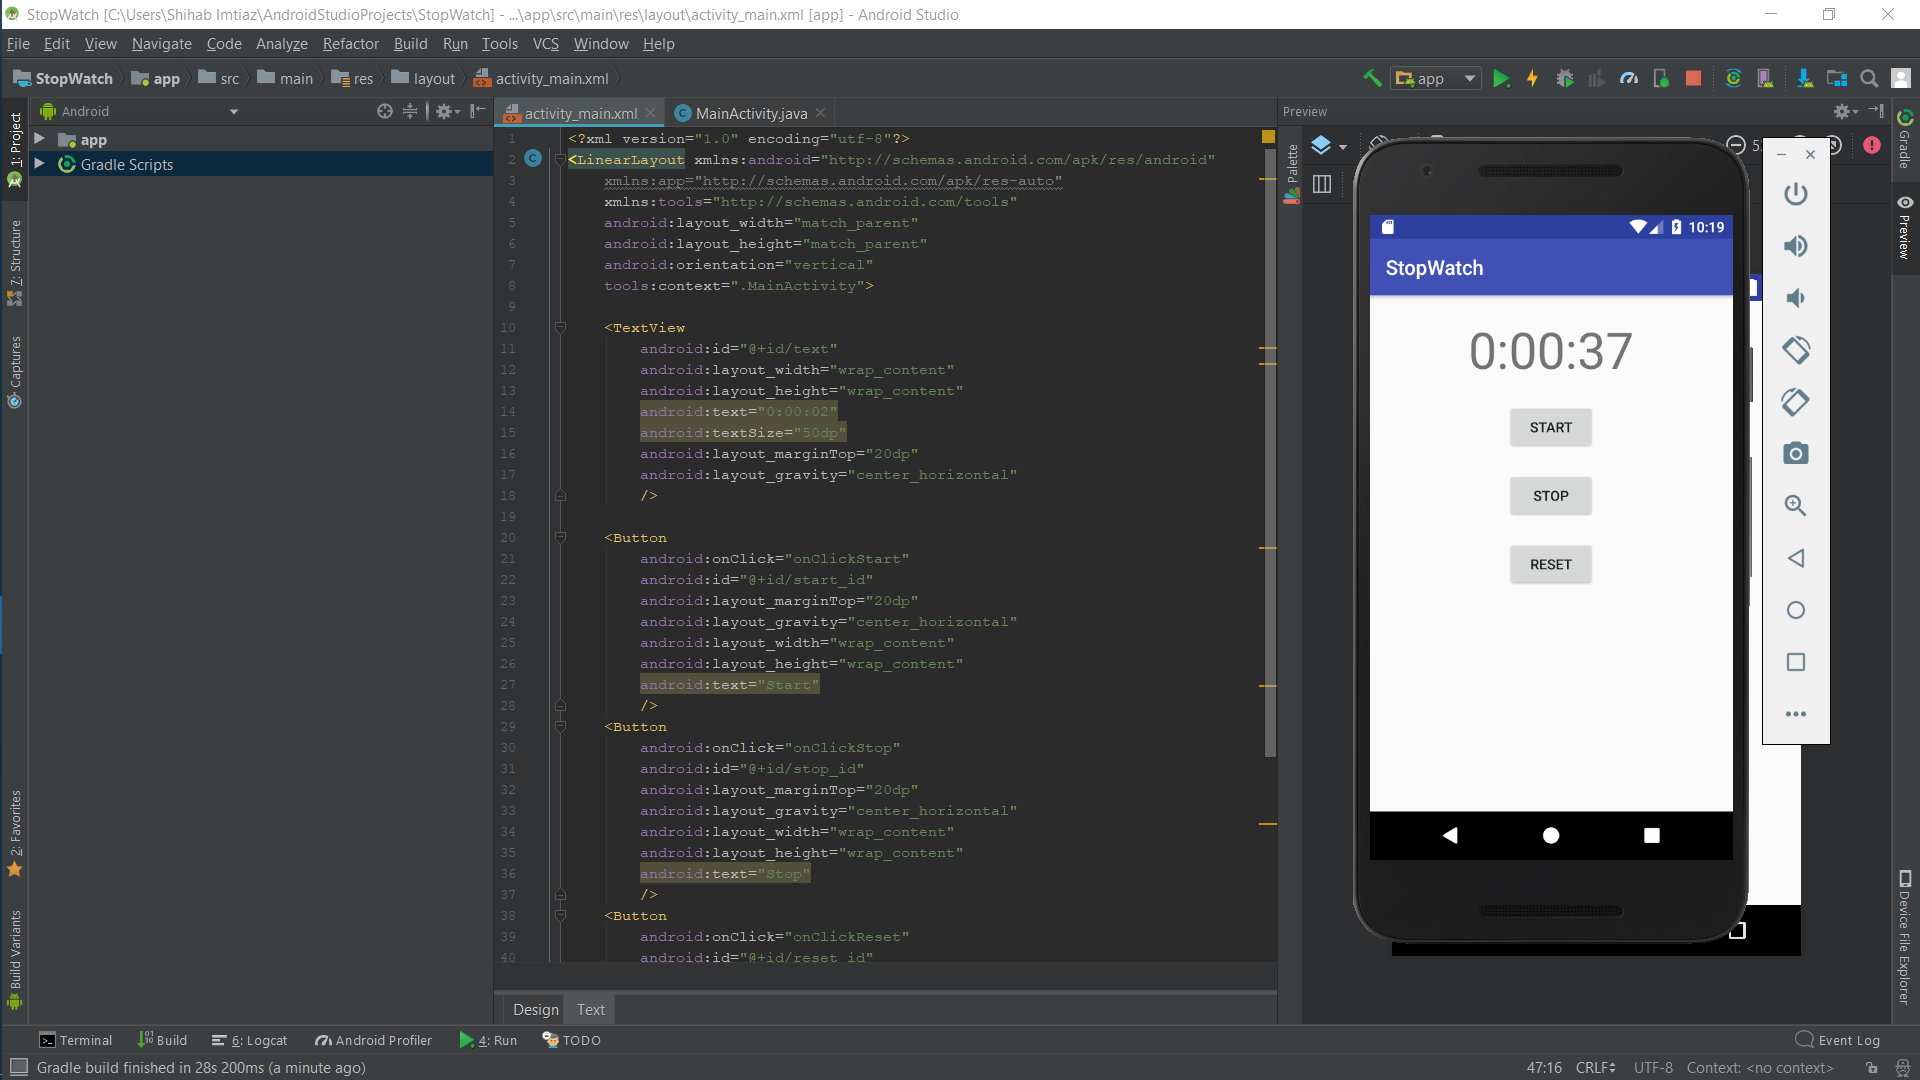 StopWatch [C:\Users\Shihab Imtiaz\AndroidStudioProjects\StopWatch] - ...\app\src\main\res\layout\activity_main.xml [app] - Android Studio
File Edit View Navigate Code Analyze Refactor Build Run Tools VCS Window Help
StopWatch app src main res layout activity_main.xml
app
Android
activity_main.xml
MainActivity.java
Preview
app
Gradle Scripts
1: Project
7: Structure
Captures
2: Favorites
Build Variants
1 <?xml version="1.0" encoding="utf-8"?>
2 <LinearLayout xmlns:android="http://schemas.android.com/apk/res/android"
3 xmlns:app="http://schemas.android.com/apk/res-auto"
4 xmlns:tools="http://schemas.android.com/tools"
5 android:layout_width="match_parent"
6 android:layout_height="match_parent"
7 android:orientation="vertical"
8 tools:context=".MainActivity">
9
10 <TextView
11 android:id="@+id/text"
12 android:layout_width="wrap_content"
13 android:layout_height="wrap_content"
14 android:text="0:00:02"
15 android:textSize="50dp"
16 android:layout_marginTop="20dp"
17 android:layout_gravity="center_horizontal"
18 />
19
20 <Button
21 android:onClick="onClickStart"
22 android:id="@+id/start_id"
23 android:layout_marginTop="20dp"
24 android:layout_gravity="center_horizontal"
25 android:layout_width="wrap_content"
26 android:layout_height="wrap_content"
27 android:text="Start"
28 />
29 <Button
30 android:onClick="onClickStop"
31 android:id="@+id/stop_id"
32 android:layout_marginTop="20dp"
33 android:layout_gravity="center_horizontal"
34 android:layout_width="wrap_content"
35 android:layout_height="wrap_content"
36 android:text="Stop"
37 />
38 <Button
39 android:onClick="onClickReset"
40 android:id="@+id/reset_id"
Design Text
Palette
10:19
StopWatch
0:00:37
START
STOP
RESET
Gradle
Preview
Device File Explorer
Terminal Build 6: Logcat Android Profiler 4: Run TODO
Event Log
Gradle build finished in 28s 200ms (a minute ago)
47:16 CRLF UTF-8 Context: <no context>